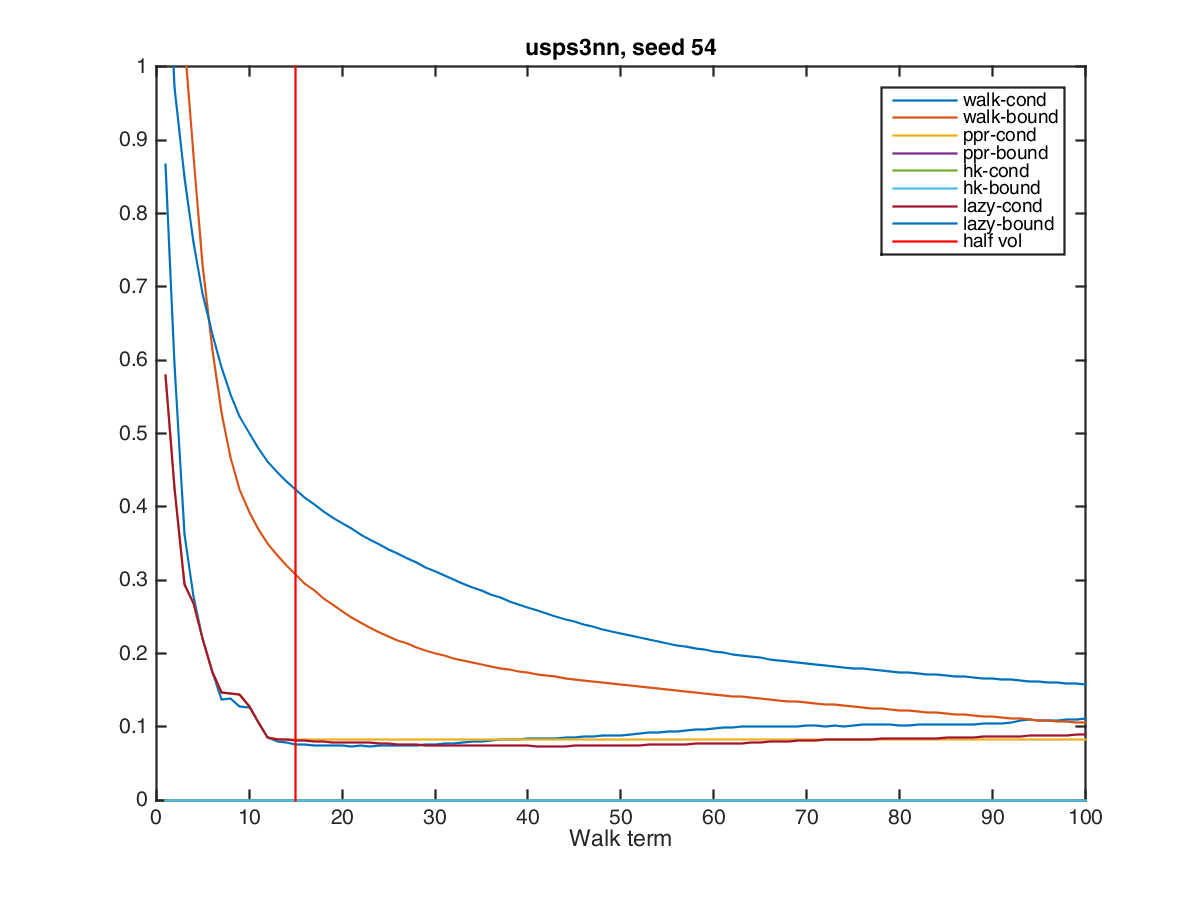 usps3nn, seed 54
1
0.9
0.8
0.7
0.6
0.5
0.4
0.3
0.2
0.1
0
walk-cond
walk-bound
ppr-cond
ppr-bound
hk-cond
hk-bound
lazy-cond
lazy-bound
half vol
0 10 20 30 40 50 60 70 80 90 100
Walk term